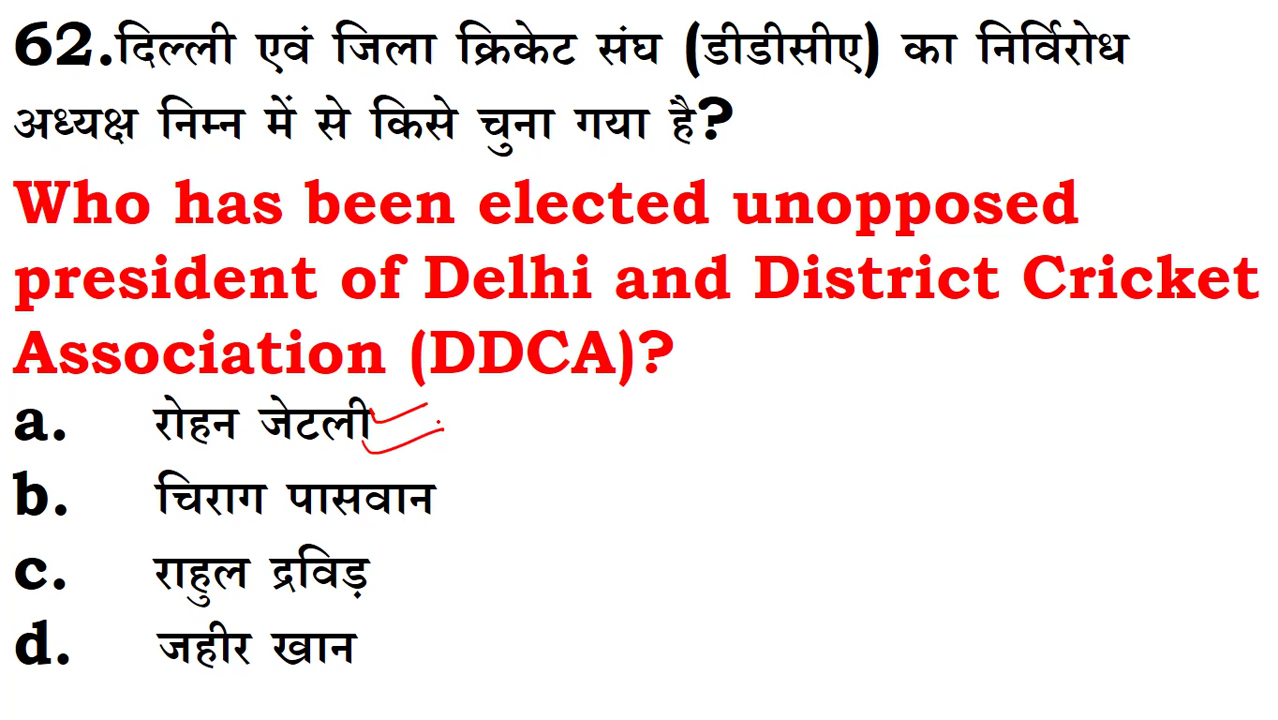 62.दिल्ली एवं जिला क्रिकेट संघ (डीडीसीए) का निर्विरोध
अध्यक्ष निम्न में से किसे चुना गया है?
Who has been elected unopposed
president of Delhi and District Cricket
Association (DDCA)?
a. रोहन जेटली
b. चिराग पासवान
c. राहुल द्रविड़
d. जहीर खान